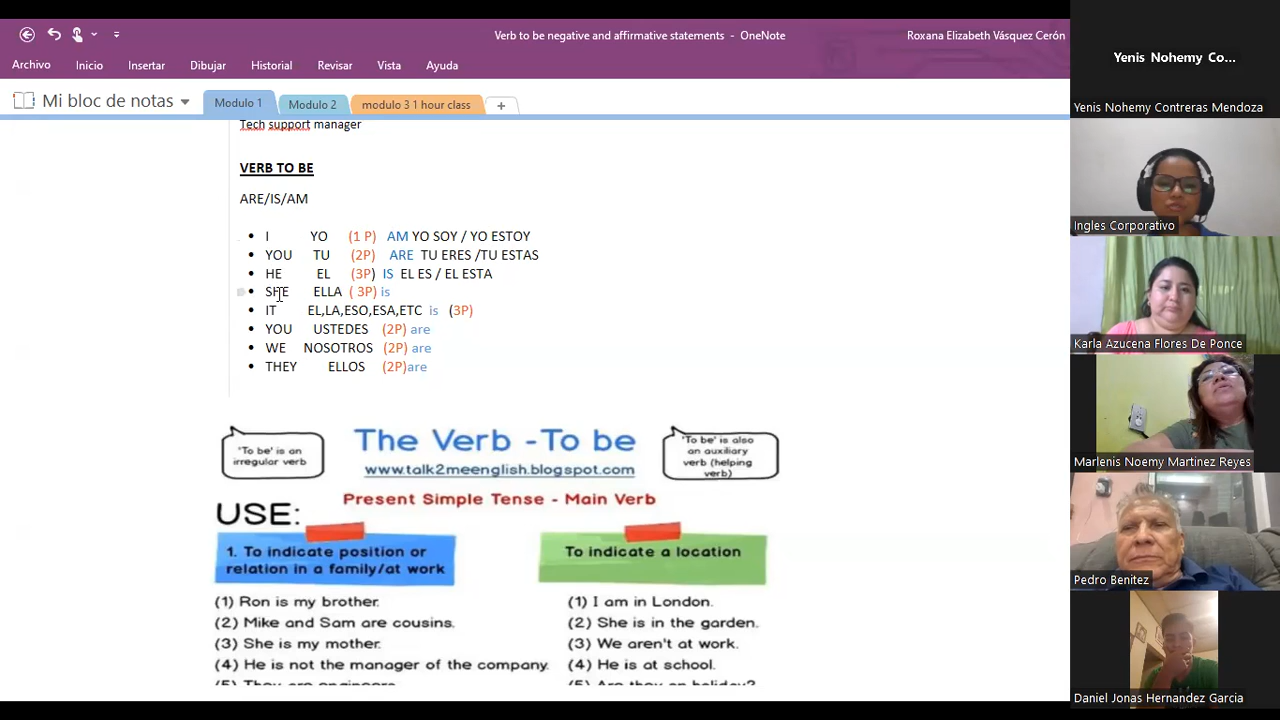 Verb to be negative and affirmative statements - OneNote
Roxana Elizabeth Vásquez Cerón
Archivo Inicio Insertar Dibujar Historial Revisar Vista Ayuda
Mi bloc de notas
Modulo 1
Modulo 2
modulo 3 1 hour class
Tech support manager
VERB TO BE
ARE/IS/AM
• I YO (1 P) AM YO SOY / YO ESTOY
• YOU TU (2P) ARE TU ERES /TU ESTAS
• HE EL (3P) IS EL ES / EL ESTA
• SHE ELLA ( 3P) is
• IT EL,LA,ESO,ESA,ETC is (3P)
• YOU USTEDES (2P) are
• WE NOSOTROS (2P) are
• THEY ELLOS (2P)are
'To be' is an
irregular verb
The Verb -To be
www.talk2meenglish.blogspot.com
'To be' is also
an auxiliary
verb (helping
verb)
Present Simple Tense - Main Verb
USE:
1. To indicate position or
relation in a family/at work
(1) Ron is my brother.
(2) Mike and Sam are cousins.
(3) She is my mother.
(4) He is not the manager of the company.
(5) They are engineers.
To indicate a location
(1) I am in London.
(2) She is in the garden.
(3) We aren't at work.
(4) He is at school.
(5) Are they on holiday?
Yenis Nohemy Co...
Yenis Nohemy Contreras Mendoza
Ingles Corporativo
Karla Azucena Flores De Ponce
Marlenis Noemy Martinez Reyes
Pedro Benitez
Daniel Jonas Hernandez Garcia